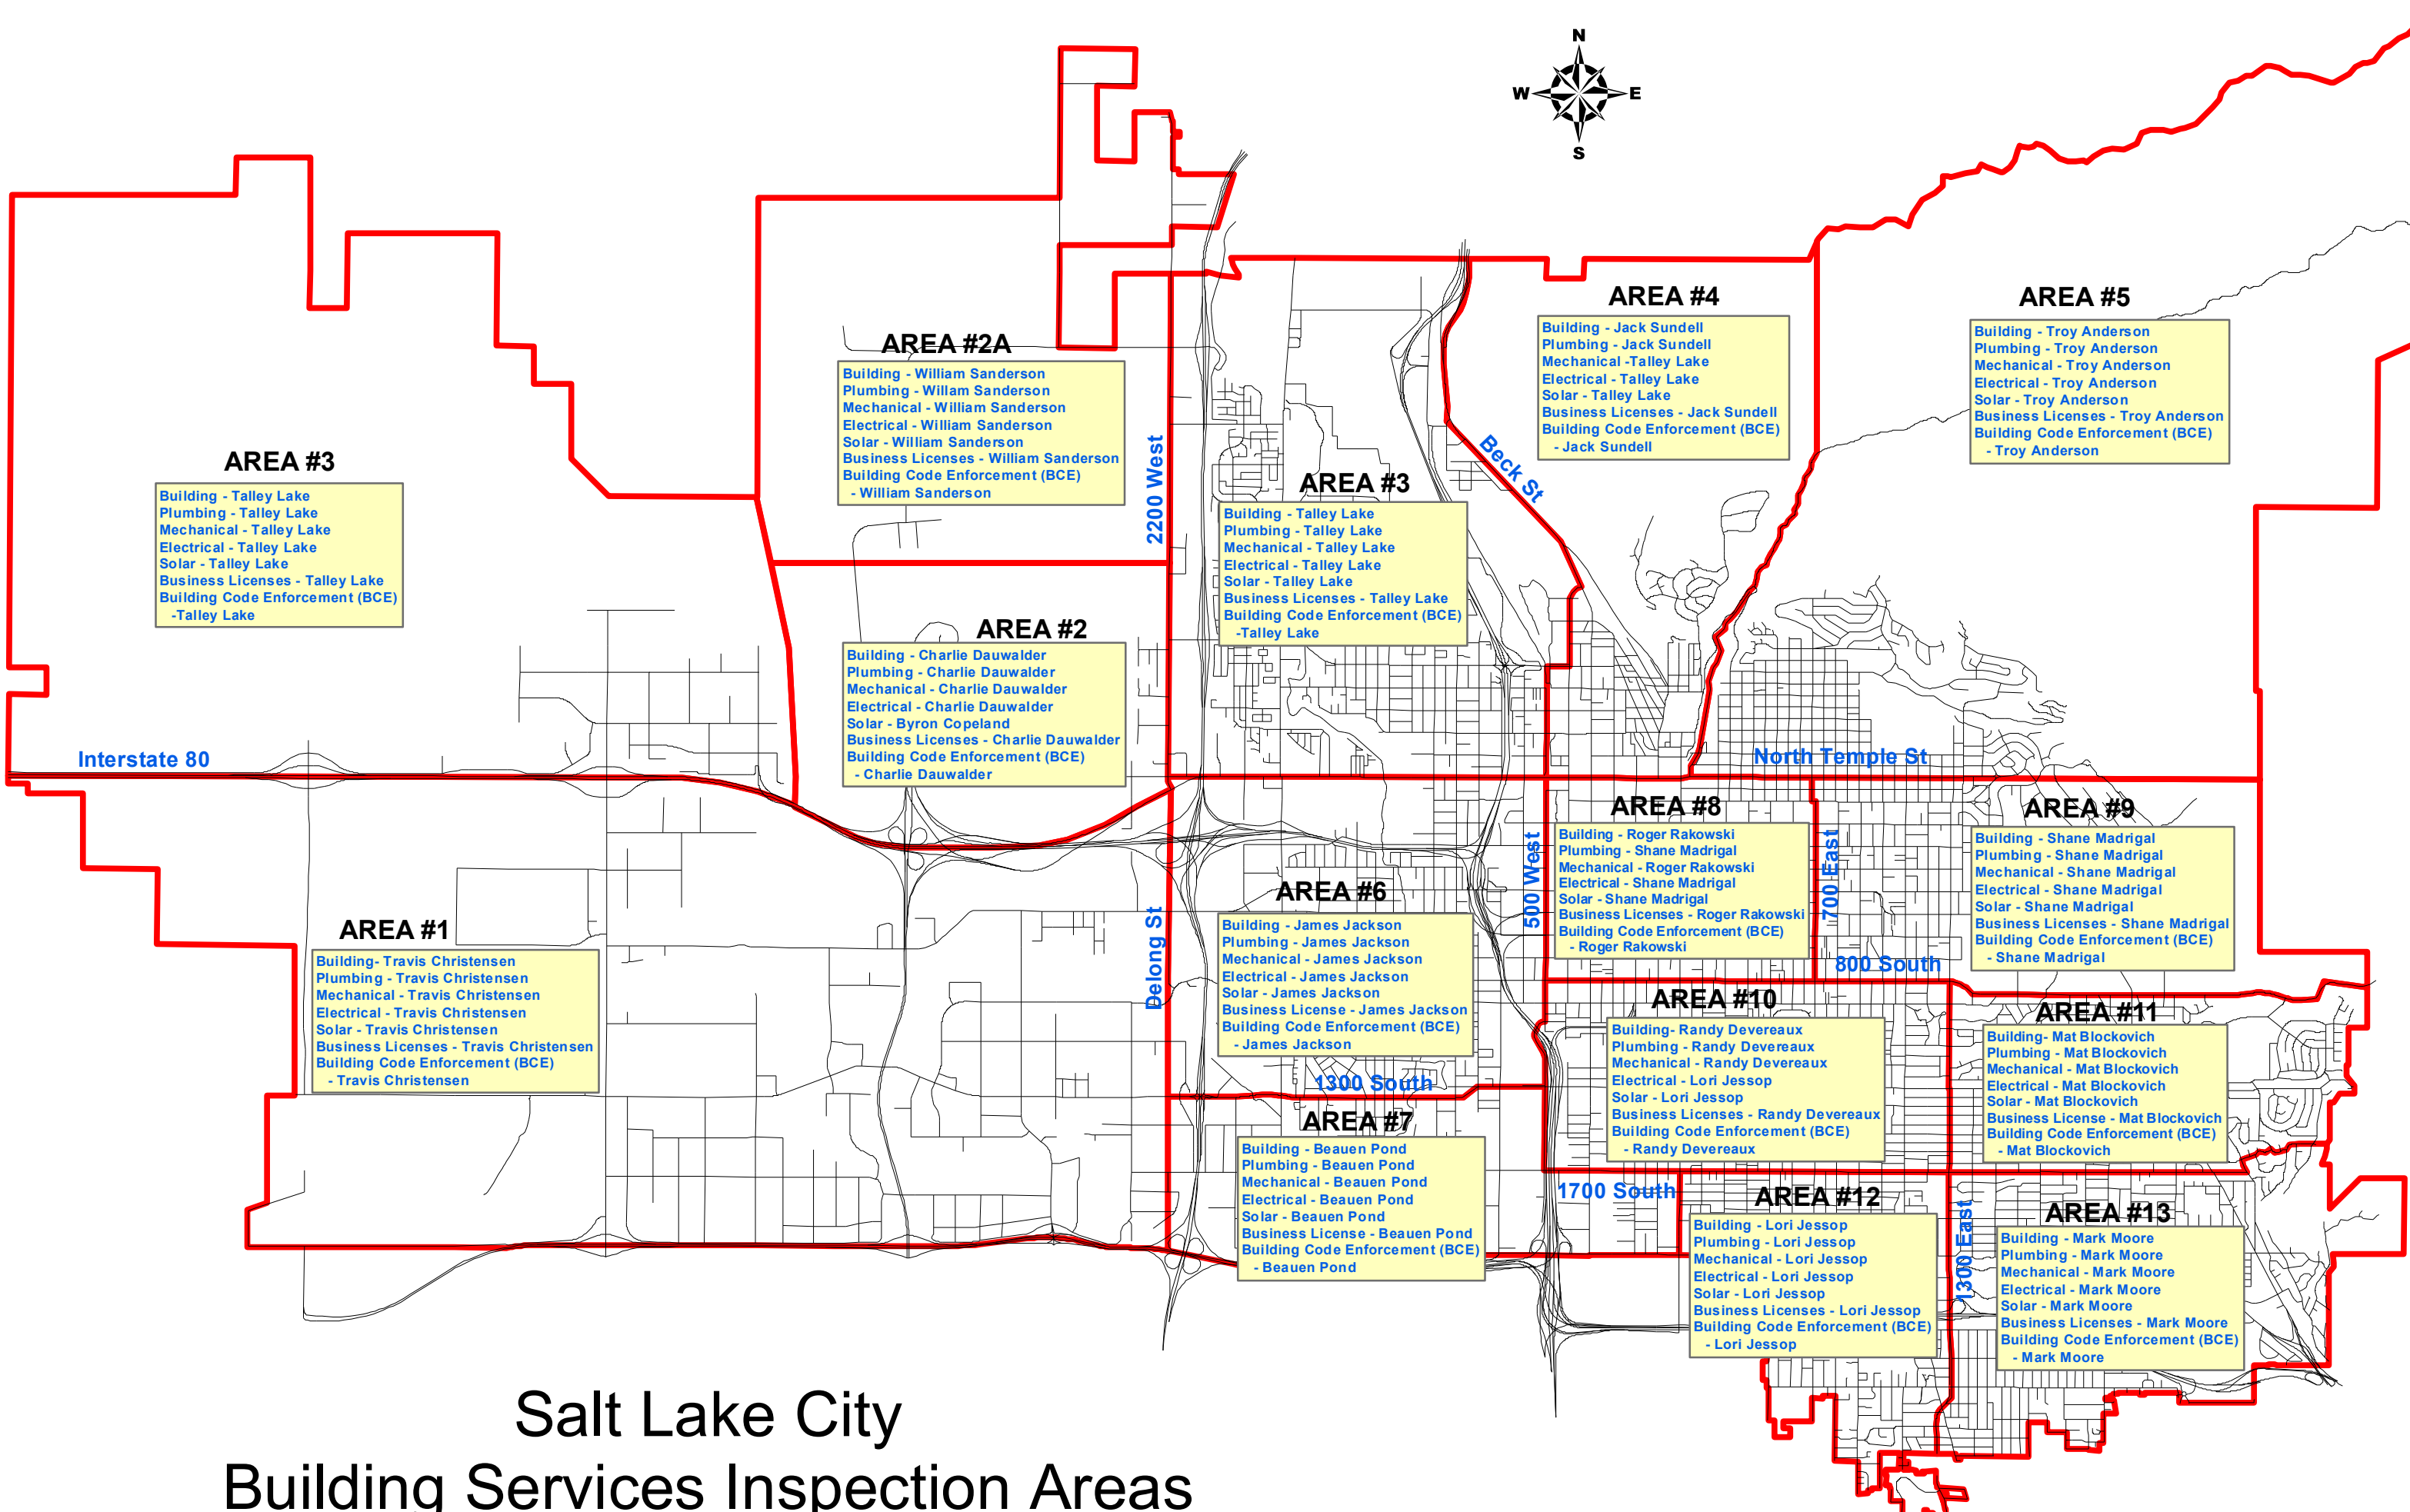 N
W
E
S
AREA #4
Building - Jack Sundell
Plumbing - Jack Sundell
Mechanical -Talley Lake
Electrical - Talley Lake
Solar - Talley Lake
Business Licenses - Jack Sundell
Building Code Enforcement (BCE)
- Jack Sundell
AREA #5
Building - Troy Anderson
Plumbing - Troy Anderson
Mechanical - Troy Anderson
Electrical - Troy Anderson
Solar - Troy Anderson
Business Licenses - Troy Anderson
Building Code Enforcement (BCE)
- Troy Anderson
AREA #2A
Building - William Sanderson
Plumbing - Willam Sanderson
Mechanical - William Sanderson
Electrical - William Sanderson
Solar - William Sanderson
Business Licenses - William Sanderson
Building Code Enforcement (BCE)
- William Sanderson
2200 West
Beck St
AREA #3
Building - Talley Lake
Plumbing - Talley Lake
Mechanical - Talley Lake
Electrical - Talley Lake
Solar - Talley Lake
Business Licenses - Talley Lake
Building Code Enforcement (BCE)
-Talley Lake
AREA #3
Building - Talley Lake
Plumbing - Talley Lake
Mechanical - Talley Lake
Electrical - Talley Lake
Solar - Talley Lake
Business Licenses - Talley Lake
Building Code Enforcement (BCE)
-Talley Lake
AREA #2
Building - Charlie Dauwalder
Plumbing - Charlie Dauwalder
Mechanical - Charlie Dauwalder
Electrical - Charlie Dauwalder
Solar - Byron Copeland
Business Licenses - Charlie Dauwalder
Building Code Enforcement (BCE)
- Charlie Dauwalder
Interstate 80
North Temple St
AREA #8
Building - Roger Rakowski
Plumbing - Shane Madrigal
Mechanical - Roger Rakowski
Electrical - Shane Madrigal
Solar - Shane Madrigal
Business Licenses - Roger Rakowski
Building Code Enforcement (BCE)
- Roger Rakowski
500 West
700 East
AREA #9
Building - Shane Madrigal
Plumbing - Shane Madrigal
Mechanical - Shane Madrigal
Electrical - Shane Madrigal
Solar - Shane Madrigal
Business Licenses - Shane Madrigal
Building Code Enforcement (BCE)
- Shane Madrigal
800 South
AREA #1
Building- Travis Christensen
Plumbing - Travis Christensen
Mechanical - Travis Christensen
Electrical - Travis Christensen
Solar - Travis Christensen
Business Licenses - Travis Christensen
Building Code Enforcement (BCE)
- Travis Christensen
Delong St
AREA #6
Building - James Jackson
Plumbing - James Jackson
Mechanical - James Jackson
Electrical - James Jackson
Solar - James Jackson
Business License - James Jackson
Building Code Enforcement (BCE)
- James Jackson
1300 South
AREA #10
Building- Randy Devereaux
Plumbing - Randy Devereaux
Mechanical - Randy Devereaux
Electrical - Lori Jessop
Solar - Lori Jessop
Business Licenses - Randy Devereaux
Building Code Enforcement (BCE)
- Randy Devereaux
AREA #11
Building- Mat Blockovich
Plumbing - Mat Blockovich
Mechanical - Mat Blockovich
Electrical - Mat Blockovich
Solar - Mat Blockovich
Business License - Mat Blockovich
Building Code Enforcement (BCE)
- Mat Blockovich
AREA #7
Building - Beauen Pond
Plumbing - Beauen Pond
Mechanical - Beauen Pond
Electrical - Beauen Pond
Solar - Beauen Pond
Business License - Beauen Pond
Building Code Enforcement (BCE)
- Beauen Pond
1700 South
AREA #12
Building - Lori Jessop
Plumbing - Lori Jessop
Mechanical - Lori Jessop
Electrical - Lori Jessop
Solar - Lori Jessop
Business Licenses - Lori Jessop
Building Code Enforcement (BCE)
- Lori Jessop
1300 East
AREA #13
Building - Mark Moore
Plumbing - Mark Moore
Mechanical - Mark Moore
Electrical - Mark Moore
Solar - Mark Moore
Business Licenses - Mark Moore
Building Code Enforcement (BCE)
- Mark Moore
Salt Lake City
Building Services Inspection Areas